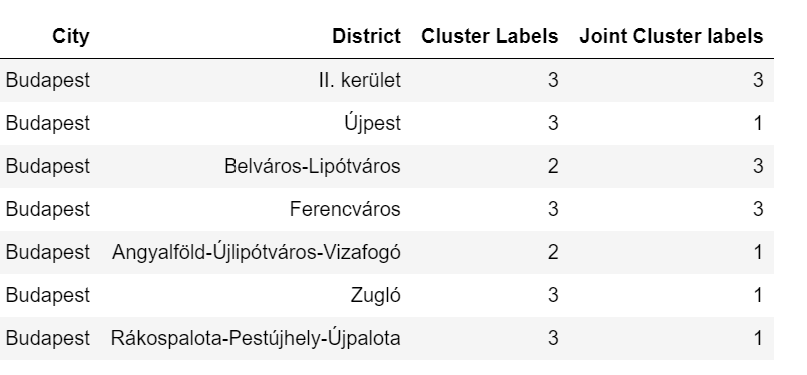 City District Cluster Labels Joint Cluster labels
Budapest II. kerület 3 3
Budapest Újpest 3 1
Budapest Belváros-Lipótváros 2 3
Budapest Ferencváros 3 3
Budapest Angyalföld-Újlipótváros-Vizafogó 2 1
Budapest Zugló 3 1
Budapest Rákospalota-Pestújhely-Újpalota 3 1